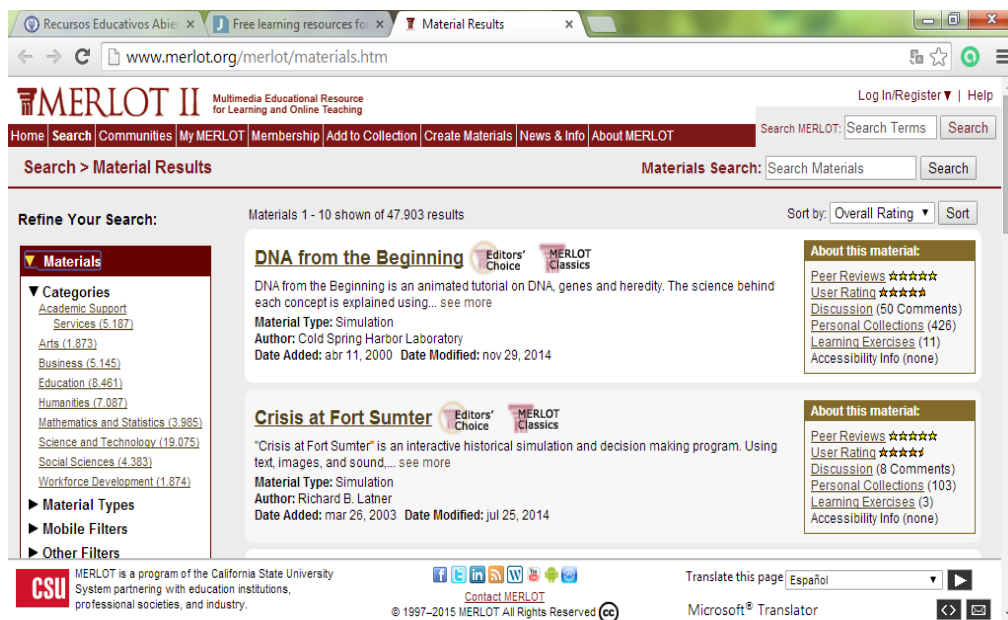 Recursos Educativos Abie
Free learning resources fo
Material Results
www.merlot.org/merlot/materials.htm
MERLOT II
Multimedia Educational Resource
for Learning and Online Teaching
Log In/Register▼ | Help
Home Search Communities My MERLOT Membership Add to Collection Create Materials News & Info About MERLOT
Search MERLOT: Search Terms Search
Search > Material Results
Materials Search: Search Materials Search
Refine Your Search:
Materials 1 - 10 shown of 47.903 results
Sort by: Overall Rating ▼ Sort
Materials
▼ Categories
Academic Support
Services (5.187)
Arts (1.873)
Business (5.145)
Education (8.461)
Humanities (7.087)
Mathematics and Statistics (3.985)
Science and Technology (19.075)
Social Sciences (4.383)
Workforce Development (1.874)
► Material Types
► Mobile Filters
► Other Filters
DNA from the Beginning Editors' Choice MERLOT Classics
DNA from the Beginning is an animated tutorial on DNA, genes and heredity. The science behind
each concept is explained using... see more
Material Type: Simulation
Author: Cold Spring Harbor Laboratory
Date Added: abr 11, 2000 Date Modified: nov 29, 2014
About this material:
Peer Reviews
User Rating
Discussion (50 Comments)
Personal Collections (426)
Learning Exercises (11)
Accessibility Info (none)
Crisis at Fort Sumter Editors' Choice MERLOT Classics
"Crisis at Fort Sumter" is an interactive historical simulation and decision making program. Using
text, images, and sound,... see more
Material Type: Simulation
Author: Richard B. Latner
Date Added: mar 26, 2003 Date Modified: jul 25, 2014
About this material:
Peer Reviews
User Rating
Discussion (8 Comments)
Personal Collections (103)
Learning Exercises (3)
Accessibility Info (none)
CSU
MERLOT is a program of the California State University
System partnering with education institutions,
professional societies, and industry.
Contact MERLOT
© 1997–2015 MERLOT All Rights Reserved (cc)
Translate this page Español
Microsoft® Translator